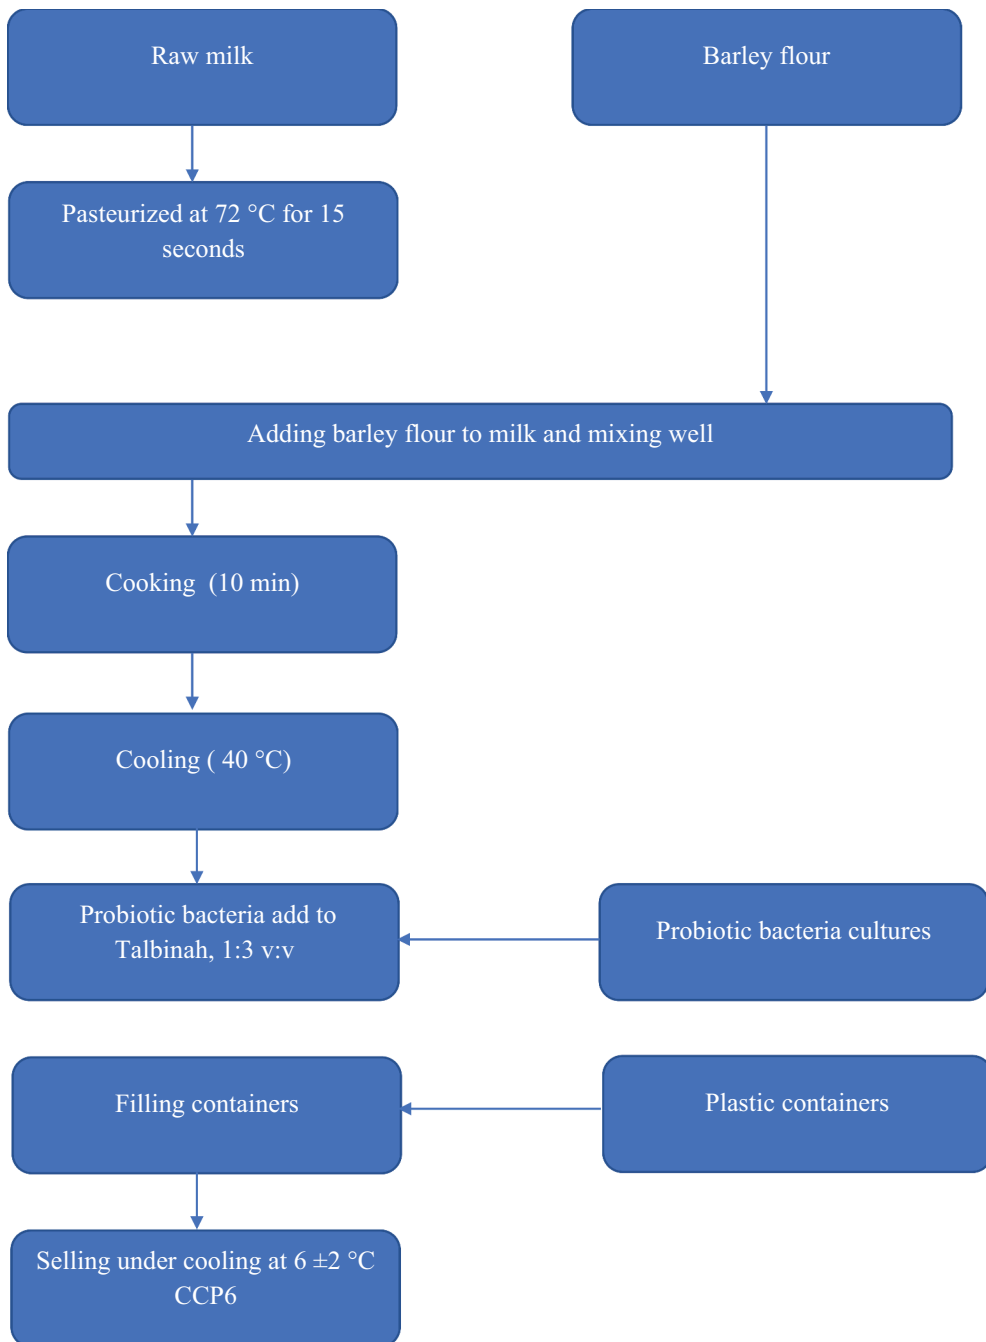 Raw milk
Barley flour
Pasteurized at 72 °C for 15
seconds
Adding barley flour to milk and mixing well
Cooking  (10 min)
Cooling ( 40 °C)
Probiotic bacteria add to
Talbinah, 1:3 v:v
Probiotic bacteria cultures
Filling containers
Plastic containers
Selling under cooling at 6 ±2 °C
CCP6